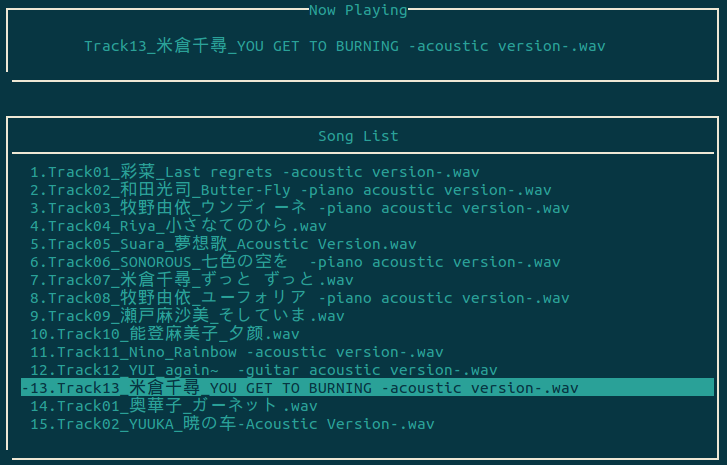 Now Playing
Track13_米倉千尋_YOU GET TO BURNING -acoustic version-.wav
Song List
1.Track01_彩菜_Last regrets -acoustic version-.wav
2.Track02_和田光司_Butter-Fly -piano acoustic version-.wav
3.Track03_牧野由依_ウンディーネ -piano acoustic version-.wav
4.Track04_Riya_小さなてのひら.wav
5.Track05_Suara_夢想歌_Acoustic Version.wav
6.Track06_SONOROUS_七色の空を  -piano acoustic version-.wav
7.Track07_米倉千尋_ずっと ずっと.wav
8.Track08_牧野由依_ユーフォリア -piano acoustic version-.wav
9.Track09_瀬戸麻沙美_そしていま.wav
10.Track10_能登麻美子_夕颜.wav
11.Track11_Nino_Rainbow -acoustic version-.wav
12.Track12_YUI_again~  -guitar acoustic version-.wav
-13.Track13_米倉千尋_YOU GET TO BURNING -acoustic version-.wav
14.Track01_奥華子_ガーネット.wav
15.Track02_YUUKA_暁の车-Acoustic Version-.wav